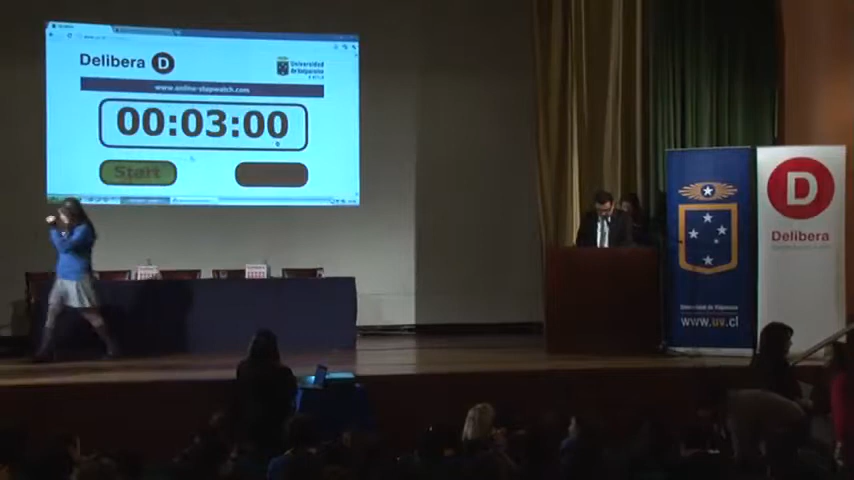 Delibera D
Universidad
de Valparaíso
www.online-stopwatch.com
00:03:00
Start
D
Delibera
www.uv.cl